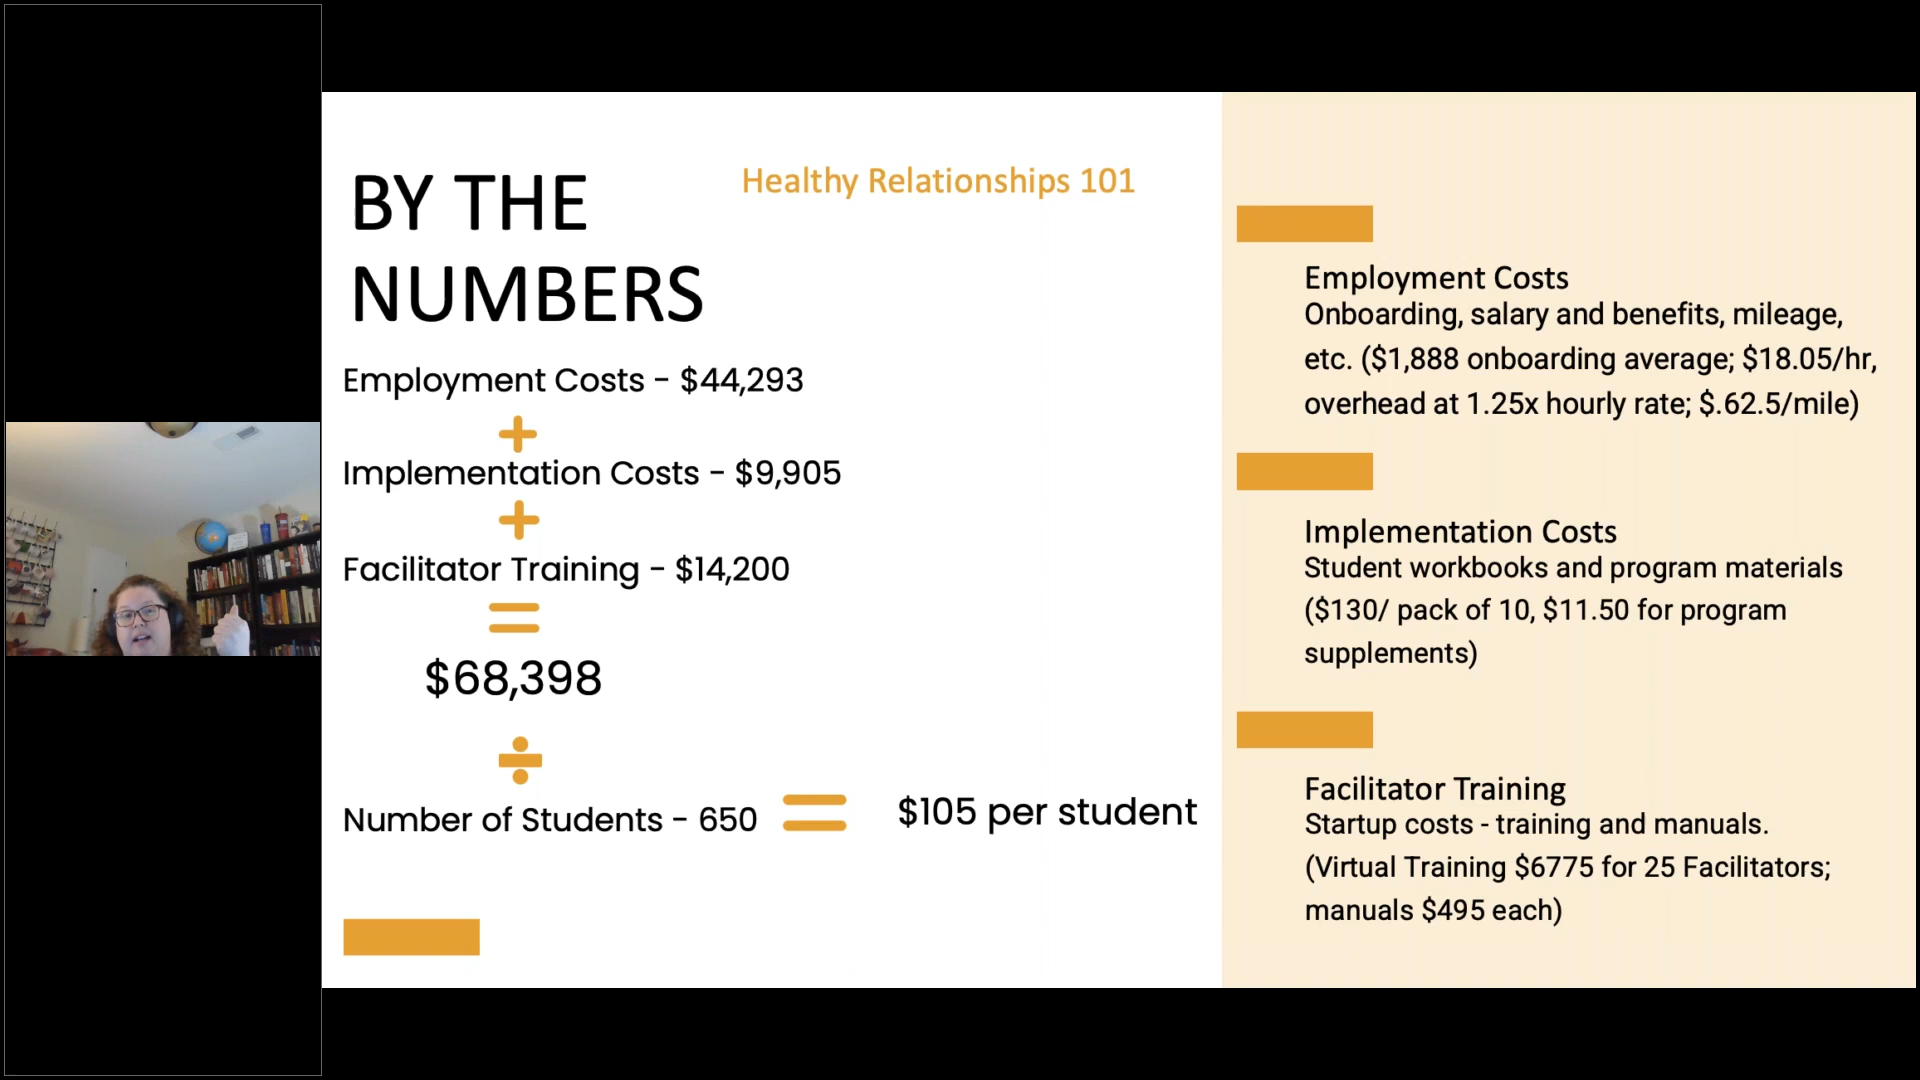 BY THE
NUMBERS
Healthy Relationships 101
Employment Costs - $44,293
+
Implementation Costs - $9,905
+
Facilitator Training - $14,200
=
$68,398
÷
Number of Students - 650 = $105 per student
Employment Costs
Onboarding, salary and benefits, mileage,
etc. ($1,888 onboarding average; $18.05/hr,
overhead at 1.25x hourly rate; $.62.5/mile)
Implementation Costs
Student workbooks and program materials
($130/ pack of 10, $11.50 for program
supplements)
Facilitator Training
Startup costs - training and manuals.
(Virtual Training $6775 for 25 Facilitators;
manuals $495 each)